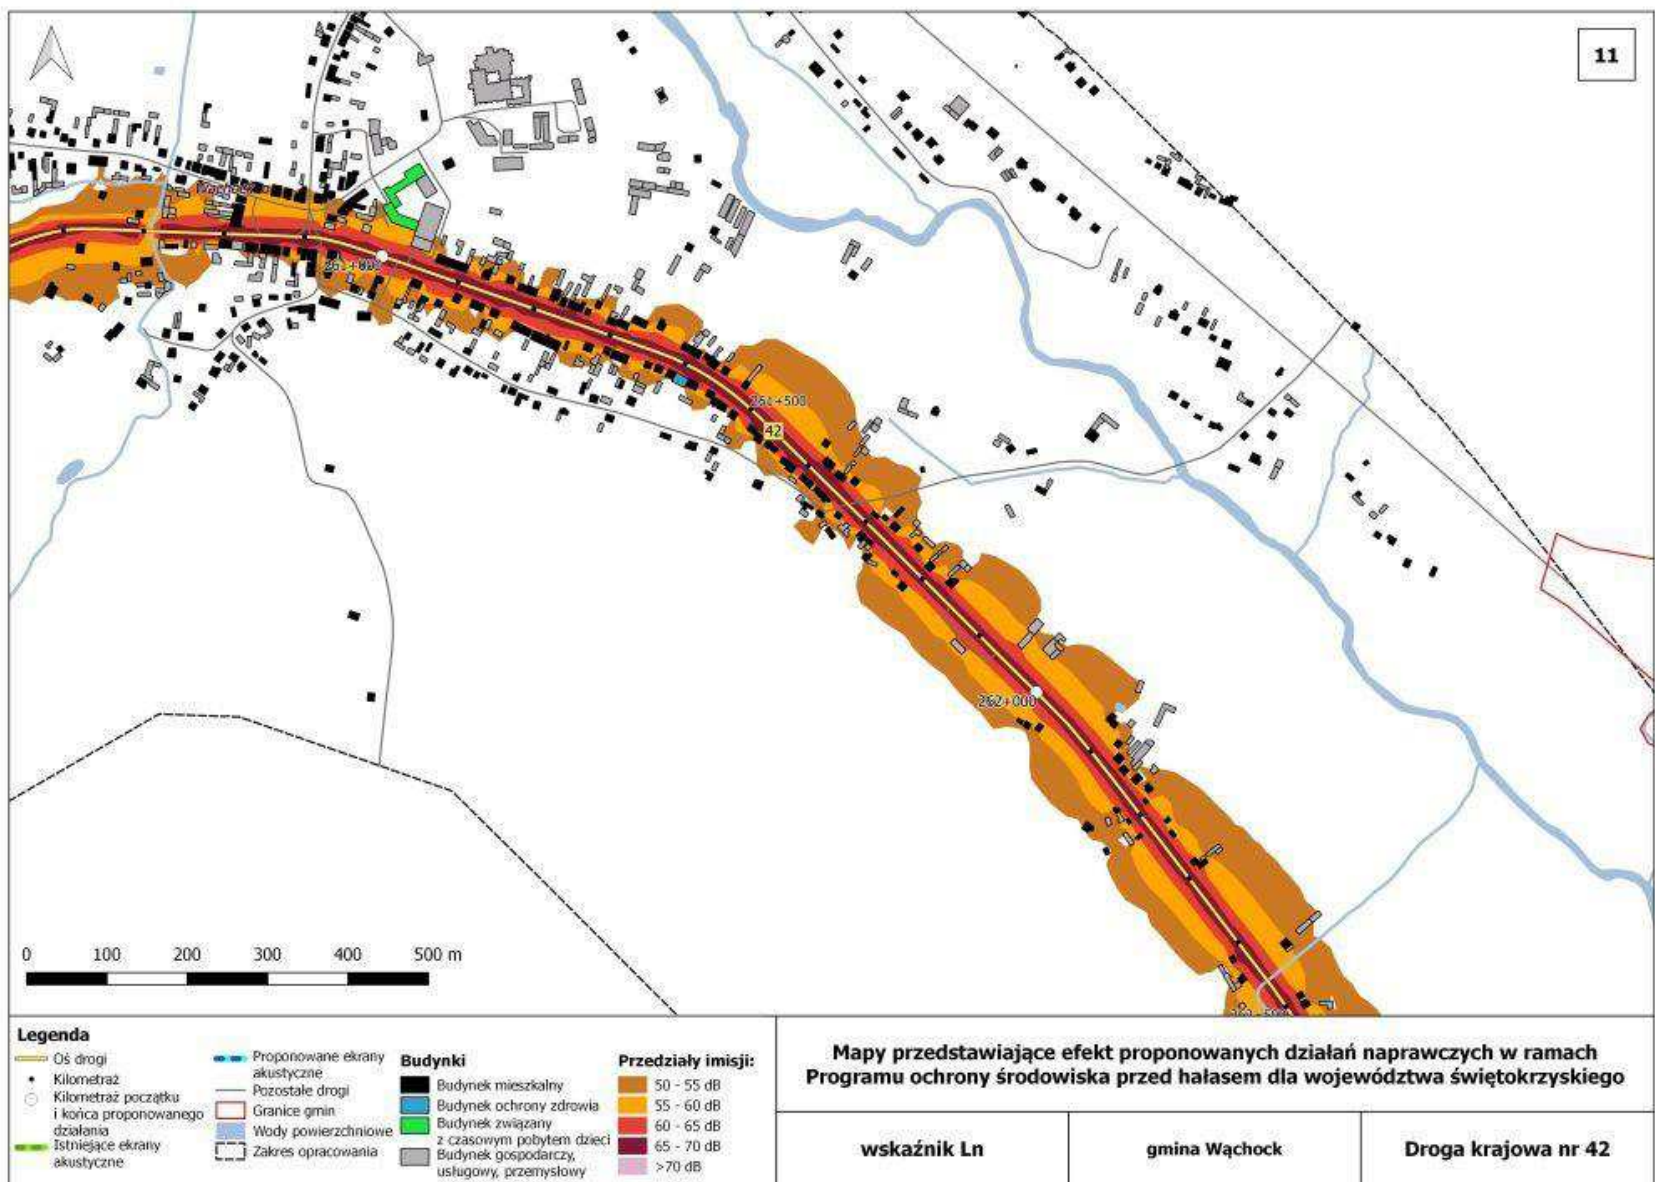 11
261+000
261+500
42
262+000
262+500
0 100 200 300 400 500 m
Legenda
Oś drogi
Kilometraż
Kilometraż początku
i końca proponowanego
działania
Istniejące ekrany
akustyczne
Proponowane ekrany
akustyczne
Pozostałe drogi
Granice gmin
Wody powierzchniowe
Zakres opracowania
Budynki
Budynek mieszkalny
Budynek ochrony zdrowia
Budynek związany
z czasowym pobytem dzieci
Budynek gospodarczy,
usługowy, przemysłowy
Przedziały imisji:
50 - 55 dB
55 - 60 dB
60 - 65 dB
65 - 70 dB
>70 dB
Mapy przedstawiające efekt proponowanych działań naprawczych w ramach
Programu ochrony środowiska przed hałasem dla województwa świętokrzyskiego
wskaźnik Ln
gmina Wąchock
Droga krajowa nr 42